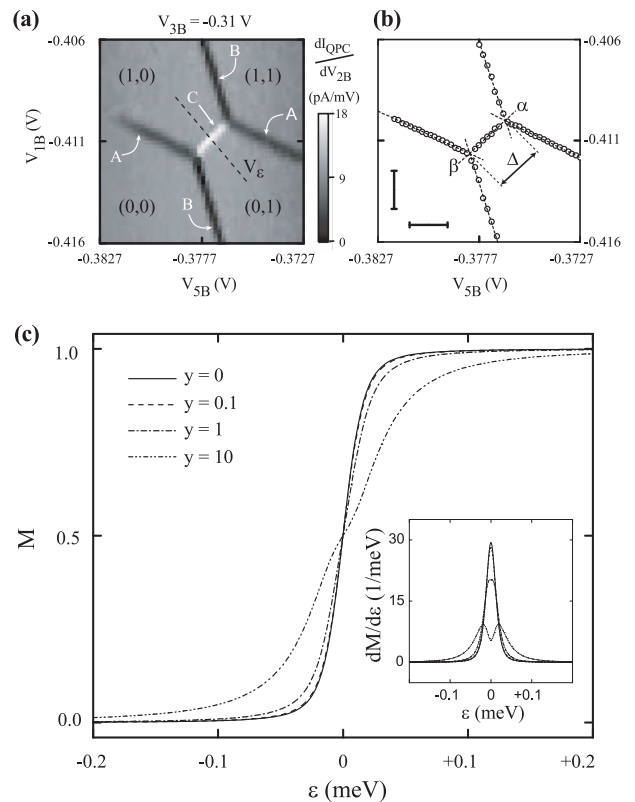 (a)
V3B = -0.31 V
-0.406
-0.411
-0.416
V1B (V)
(1,0)
(1,1)
(0,0)
(0,1)
A
B
C
A
B
Vε
-0.3827
-0.3777
-0.3727
V5B (V)
dIQPC
dV2B
(pA/mV)
18
9
0
(b)
α
β
Δ
-0.406
-0.411
-0.416
-0.3827
-0.3777
-0.3727
V5B (V)
(c)
1.0
0.5
0.0
M
y = 0
y = 0.1
y = 1
y = 10
-0.2
-0.1
0
+0.1
+0.2
ε (meV)
30
15
0
dM/dε (1/meV)
-0.1
0
+0.1
ε (meV)